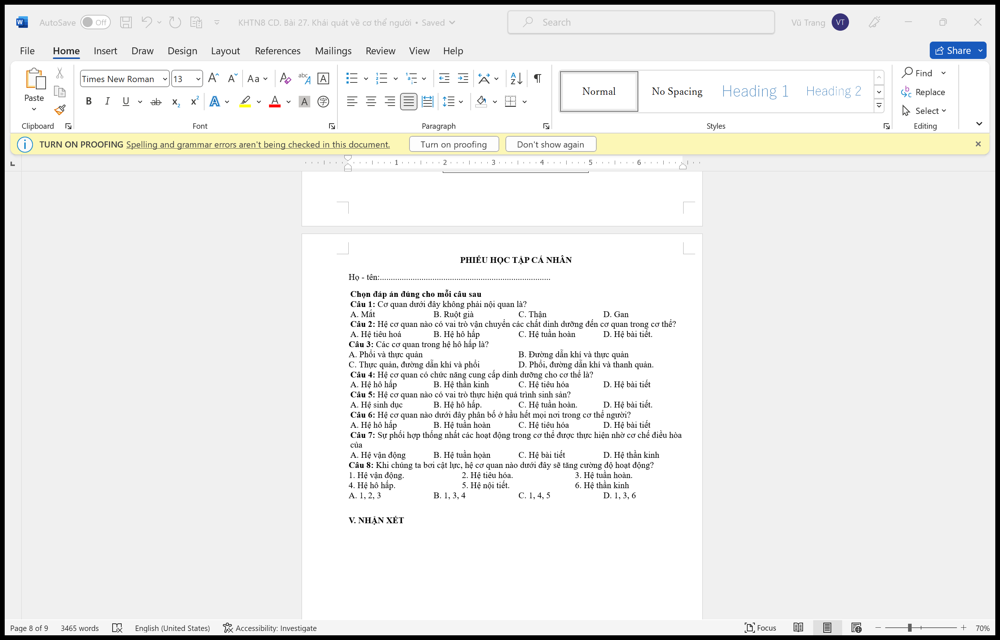 AutoSave Off KHTN8 CD. Bài 27. Khái quát về cơ thể người • Saved Search Vũ Trang VT
File Home Insert Draw Design Layout References Mailings Review View Help Share
Paste Times New Roman 13 Aa Normal No Spacing Heading 1 Heading 2 Find
Replace
Select
Clipboard Font Paragraph Styles Editing
TURN ON PROOFING Spelling and grammar errors aren't being checked in this document. Turn on proofing Don't show again
1 2 3 4 5 6
PHIẾU HỌC TẬP CÁ NHÂN
Họ - tên:..............................................................................
Chọn đáp án đúng cho mỗi câu sau
Câu 1: Cơ quan dưới đây không phải nội quan là?
A. Mắt B. Ruột già C. Thận D. Gan
Câu 2: Hệ cơ quan nào có vai trò vận chuyển các chất dinh dưỡng đến cơ quan trong cơ thể?
A. Hệ tiêu hoá B. Hệ hô hấp C. Hệ tuần hoàn D. Hệ bài tiết.
Câu 3: Các cơ quan trong hệ hô hấp là?
A. Phổi và thực quản B. Đường dẫn khí và thực quản
C. Thực quản, đường dẫn khí và phổi D. Phổi, đường dẫn khí và thanh quản.
Câu 4: Hệ cơ quan có chức năng cung cấp dinh dưỡng cho cơ thể là?
A. Hệ hô hấp B. Hệ thần kinh C. Hệ tiêu hóa D. Hệ bài tiết
Câu 5: Hệ cơ quan nào có vai trò thực hiện quá trình sinh sản?
A. Hệ sinh dục B. Hệ hô hấp. C. Hệ tuần hoàn. D. Hệ bài tiết.
Câu 6: Hệ cơ quan nào dưới đây phân bố ở hầu hết mọi nơi trong cơ thể người?
A. Hệ hô hấp B. Hệ tuần hoàn C. Hệ tiêu hóa D. Hệ bài tiết
Câu 7: Sự phối hợp thống nhất các hoạt động trong cơ thể được thực hiện nhờ cơ chế điều hòa
của
A. Hệ vận động B. Hệ tuần họàn C. Hệ bài tiết D. Hệ thần kinh
Câu 8: Khi chúng ta bơi cật lực, hệ cơ quan nào dưới đây sẽ tăng cường độ hoạt động?
1. Hệ vận động. 2. Hệ tiêu hóa. 3. Hệ tuần hoàn.
4. Hệ hô hấp. 5. Hệ nội tiết. 6. Hệ thần kinh
A. 1, 2, 3 B. 1, 3, 4 C. 1, 4, 5 D. 1, 3, 6
V. NHẬN XÉT
Page 8 of 9 3465 words English (United States) Accessibility: Investigate Focus 70%